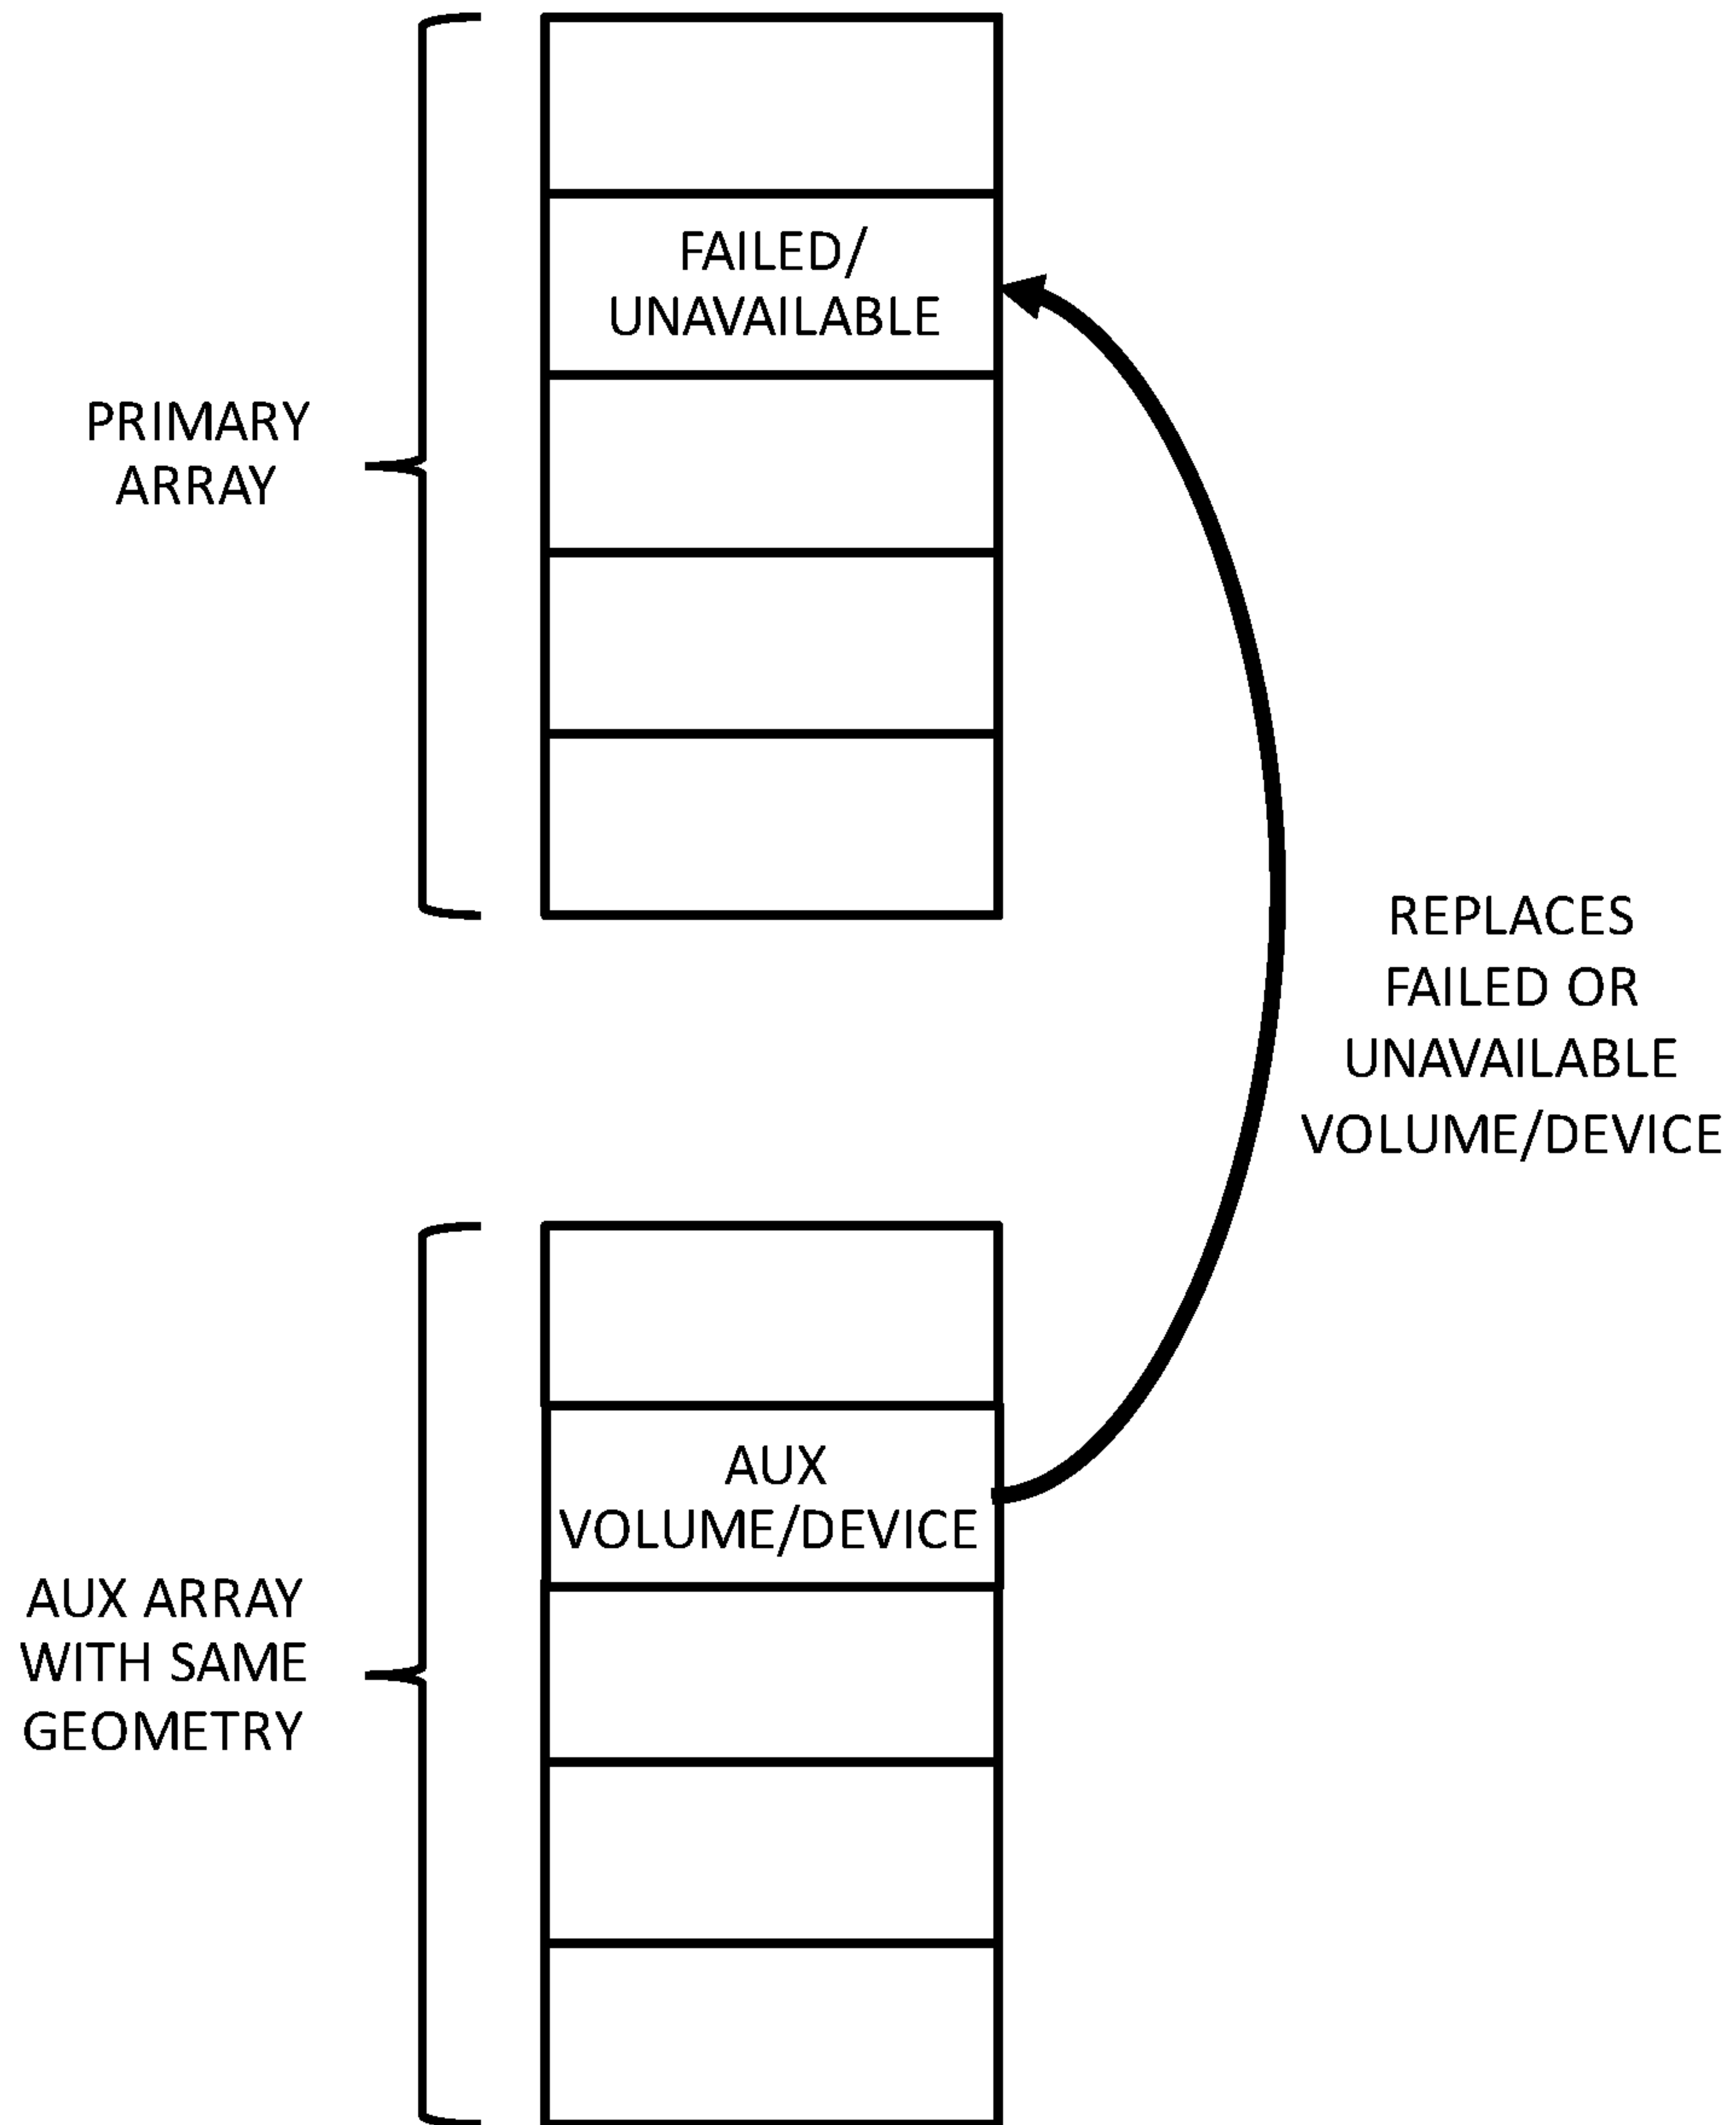 FAILED/
UNAVAILABLE
PRIMARY
ARRAY
REPLACES
FAILED OR
UNAVAILABLE
VOLUME/DEVICE
AUX
VOLUME/DEVICE
AUX ARRAY
WITH SAME
GEOMETRY